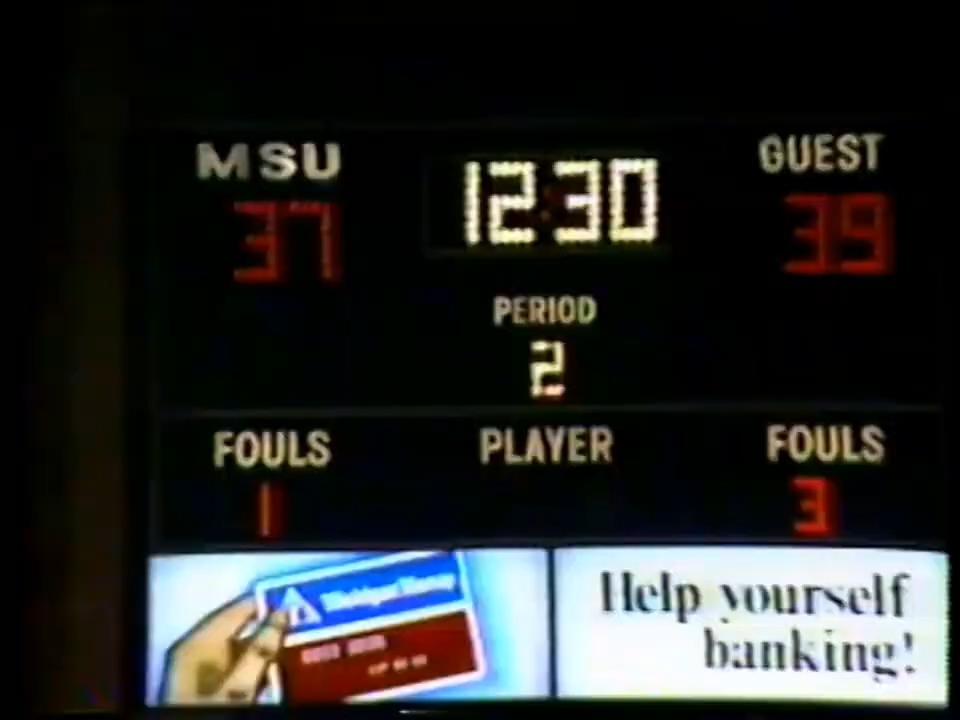 MSU
12:30
GUEST
37
39
PERIOD
2
FOULS
PLAYER
FOULS
1
3
Help yourself
banking!